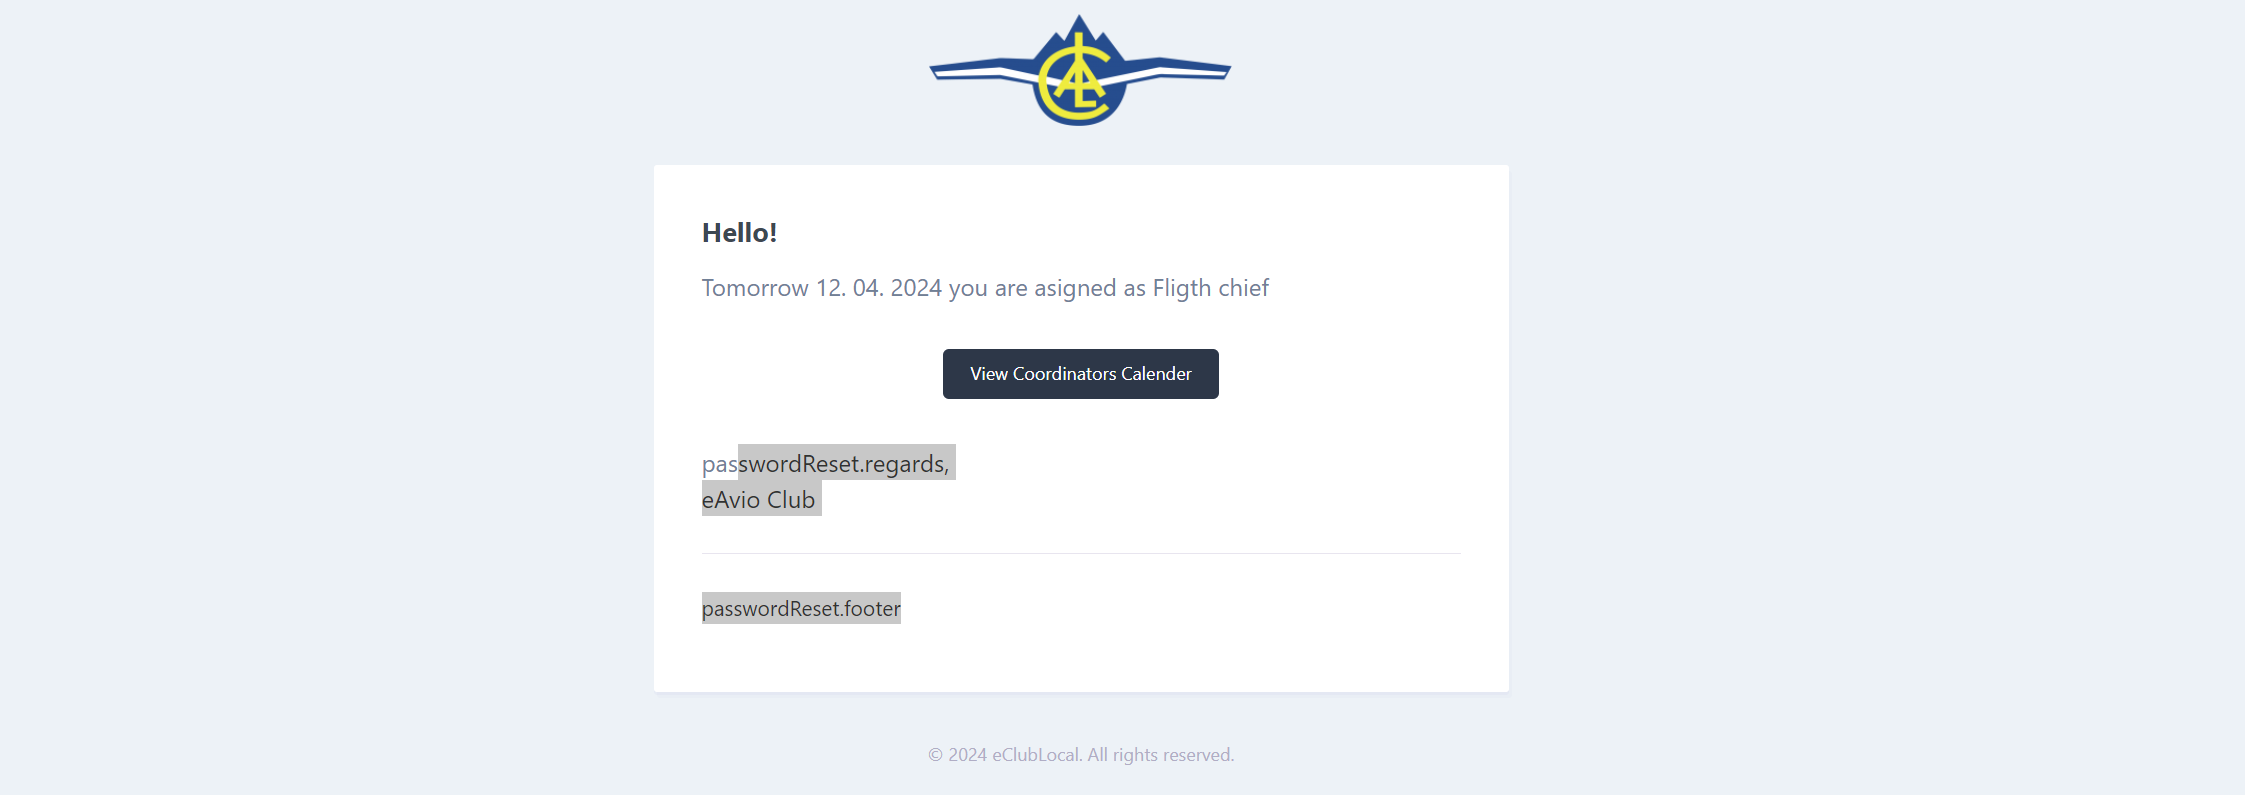 CALC
Hello!
Tomorrow 12. 04. 2024 you are asigned as Fligth chief
View Coordinators Calender
passwordReset.regards,
eAvio Club
passwordReset.footer
© 2024 eClubLocal. All rights reserved.